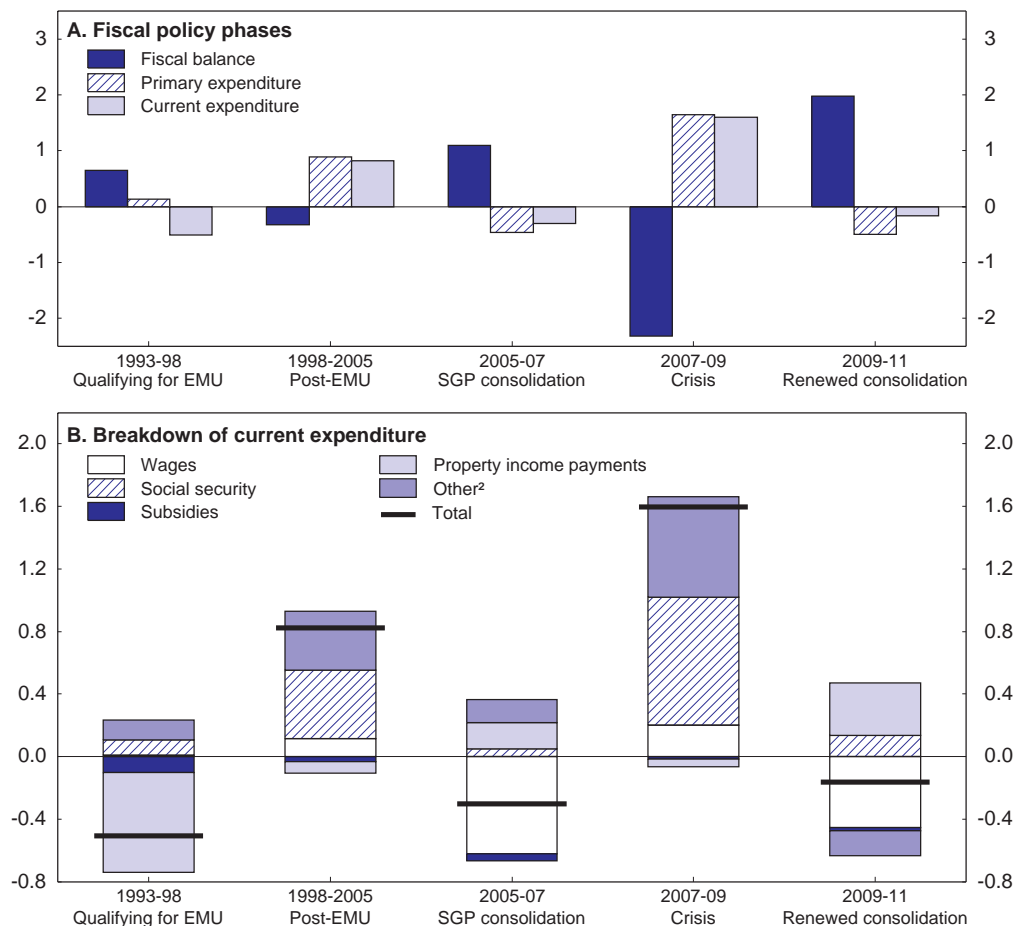 A. Fiscal policy phases
Fiscal balance
Primary expenditure
Current expenditure
3 3
2 2
1 1
0 0
-1 -1
-2 -2
1993-98 1998-2005 2005-07 2007-09 2009-11
Qualifying for EMU Post-EMU SGP consolidation Crisis Renewed consolidation
B. Breakdown of current expenditure
2.0 2.0
Wages Property income payments
Social security Other²
Subsidies Total
1.6 1.6
1.2 1.2
0.8 0.8
0.4 0.4
0.0 0.0
-0.4 -0.4
-0.8 -0.8
1993-98 1998-2005 2005-07 2007-09 2009-11
Qualifying for EMU Post-EMU SGP consolidation Crisis Renewed consolidation